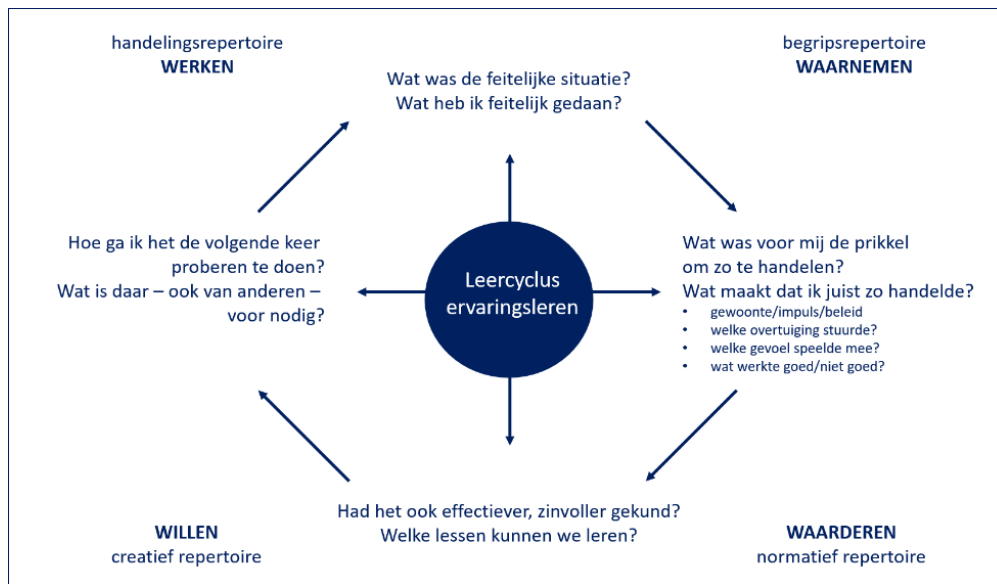 handelingsrepertoire
WERKEN
begripsrepertoire
WAARNEMEN
Wat was de feitelijke situatie?
Wat heb ik feitelijk gedaan?
Hoe ga ik het de volgende keer
proberen te doen?
Wat is daar – ook van anderen –
voor nodig?
Leercyclus
ervaringsleren
Wat was voor mij de prikkel
om zo te handelen?
Wat maakt dat ik juist zo handelde?
• gewoonte/impuls/beleid
• welke overtuiging stuurde?
• welke gevoel speelde mee?
• wat werkte goed/niet goed?
Had het ook effectiever, zinvoller gekund?
Welke lessen kunnen we leren?
WILLEN
creatief repertoire
WAARDEREN
normatief repertoire